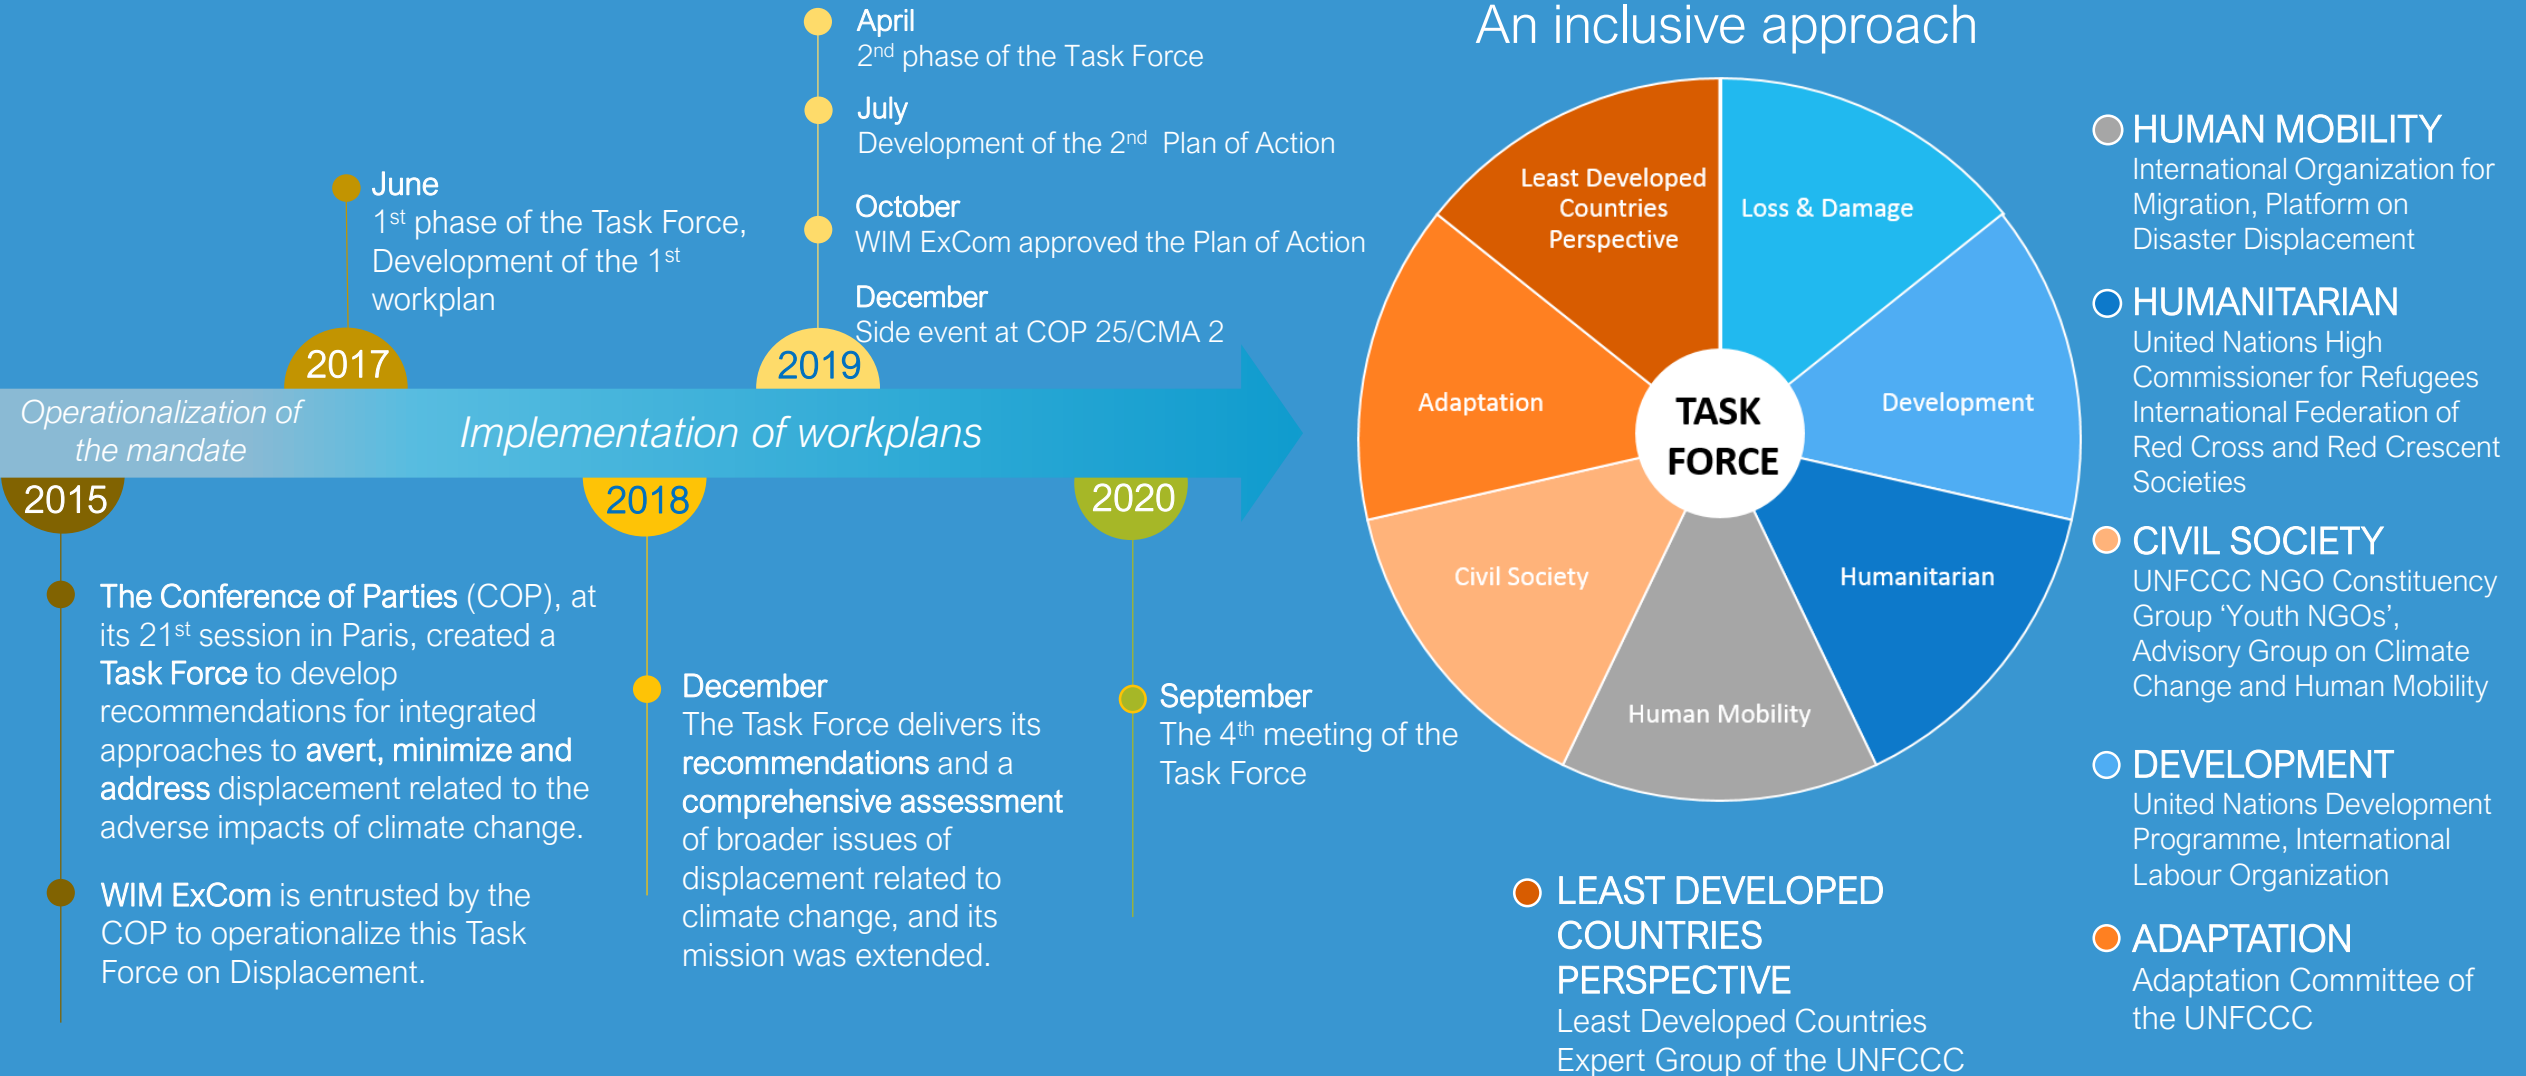 April
2nd phase of the Task Force
July
Development of the 2nd Plan of Action
October
WIM ExCom approved the Plan of Action
December
Side event at COP 25/CMA 2
June
1st phase of the Task Force,
Development of the 1st
workplan
2017
2019
Operationalization of
the mandate
Implementation of workplans
2015
2018
2020
The Conference of Parties (COP), at
its 21st session in Paris, created a
Task Force to develop
recommendations for integrated
approaches to avert, minimize and
address displacement related to the
adverse impacts of climate change.
WIM ExCom is entrusted by the
COP to operationalize this Task
Force on Displacement.
December
The Task Force delivers its
recommendations and a
comprehensive assessment
of broader issues of
displacement related to
climate change, and its
mission was extended.
September
The 4th meeting of the
Task Force
An inclusive approach
Least Developed
Countries
Perspective
Loss & Damage
Adaptation
TASK
FORCE
Development
Civil Society
Humanitarian
Human Mobility
LEAST DEVELOPED
COUNTRIES
PERSPECTIVE
Least Developed Countries
Expert Group of the UNFCCC
HUMAN MOBILITY
International Organization for
Migration, Platform on
Disaster Displacement
HUMANITARIAN
United Nations High
Commissioner for Refugees
International Federation of
Red Cross and Red Crescent
Societies
CIVIL SOCIETY
UNFCCC NGO Constituency
Group ‘Youth NGOs’,
Advisory Group on Climate
Change and Human Mobility
DEVELOPMENT
United Nations Development
Programme, International
Labour Organization
ADAPTATION
Adaptation Committee of
the UNFCCC